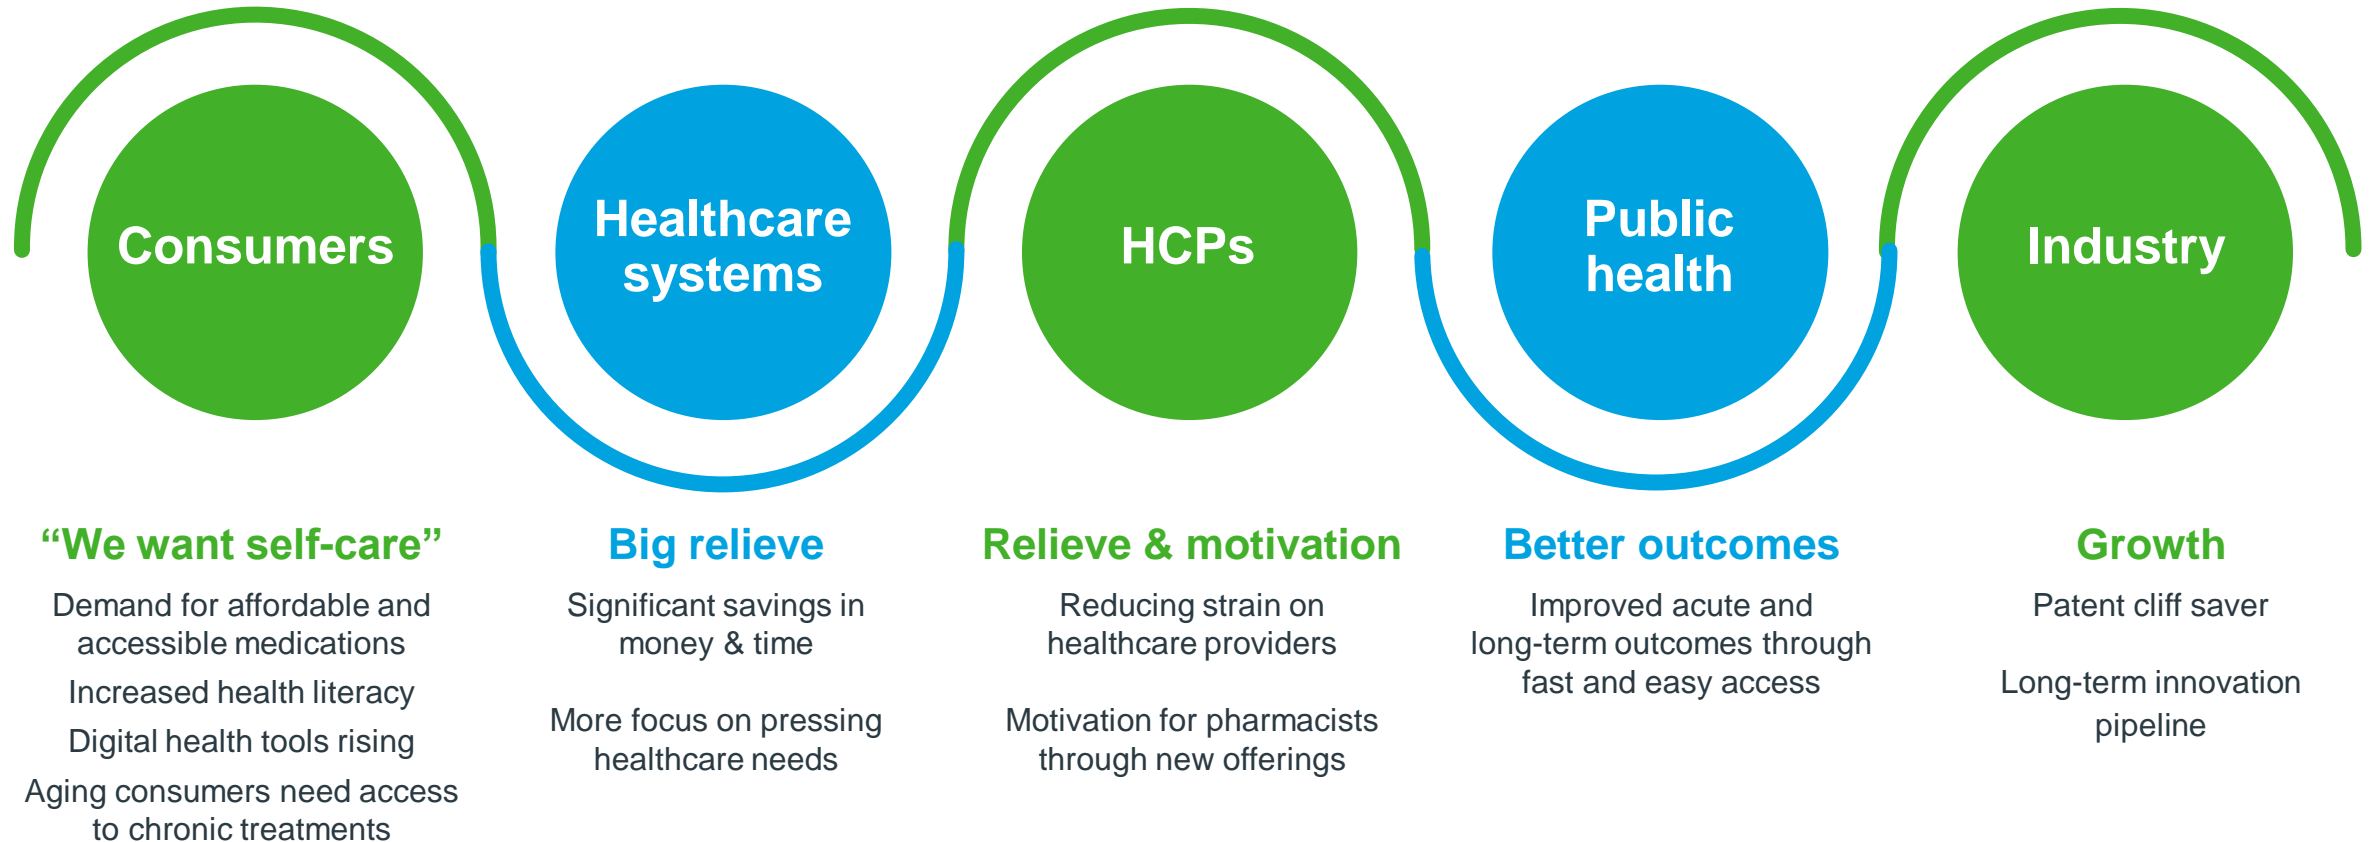 Consumers
Healthcare
systems
HCPs
Public
health
Industry
“We want self-care”
Demand for affordable and
accessible medications
Increased health literacy
Digital health tools rising
Aging consumers need access
to chronic treatments
Big relieve
Significant savings in
money & time
More focus on pressing
healthcare needs
Relieve & motivation
Reducing strain on
healthcare providers
Motivation for pharmacists
through new offerings
Better outcomes
Improved acute and
long-term outcomes through
fast and easy access
Growth
Patent cliff saver
Long-term innovation
pipeline